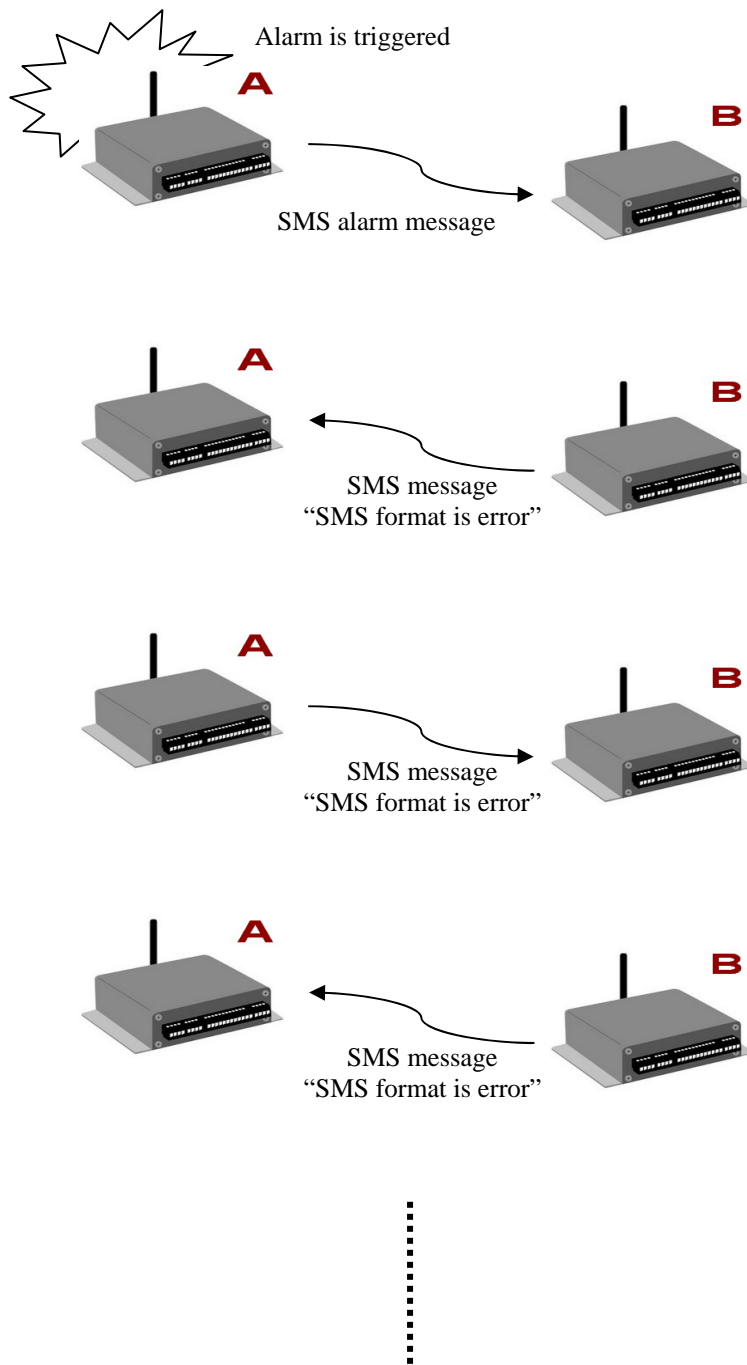 Alarm is triggered
A
B
SMS alarm message
A
B
SMS message
“SMS format is error”
A
B
SMS message
“SMS format is error”
A
B
SMS message
“SMS format is error”